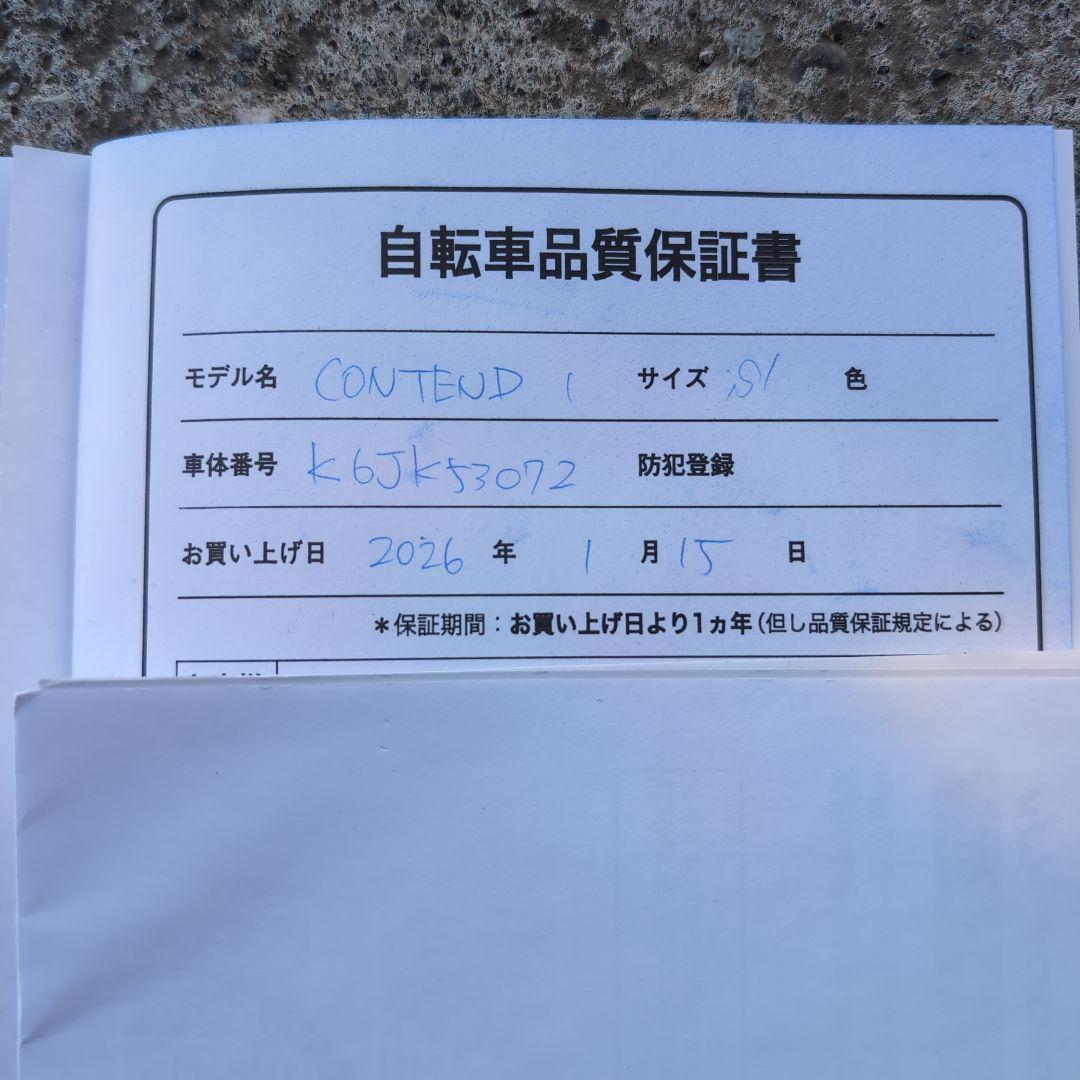 自転車品質保証書
モデル名 CONTEND 1 サイズ 色
車体番号 K6JK53072 防犯登録
お買い上げ日 2026 年 1 月 15 日
＊保証期間：お買い上げ日より1ヵ年（但し品質保証規定による）